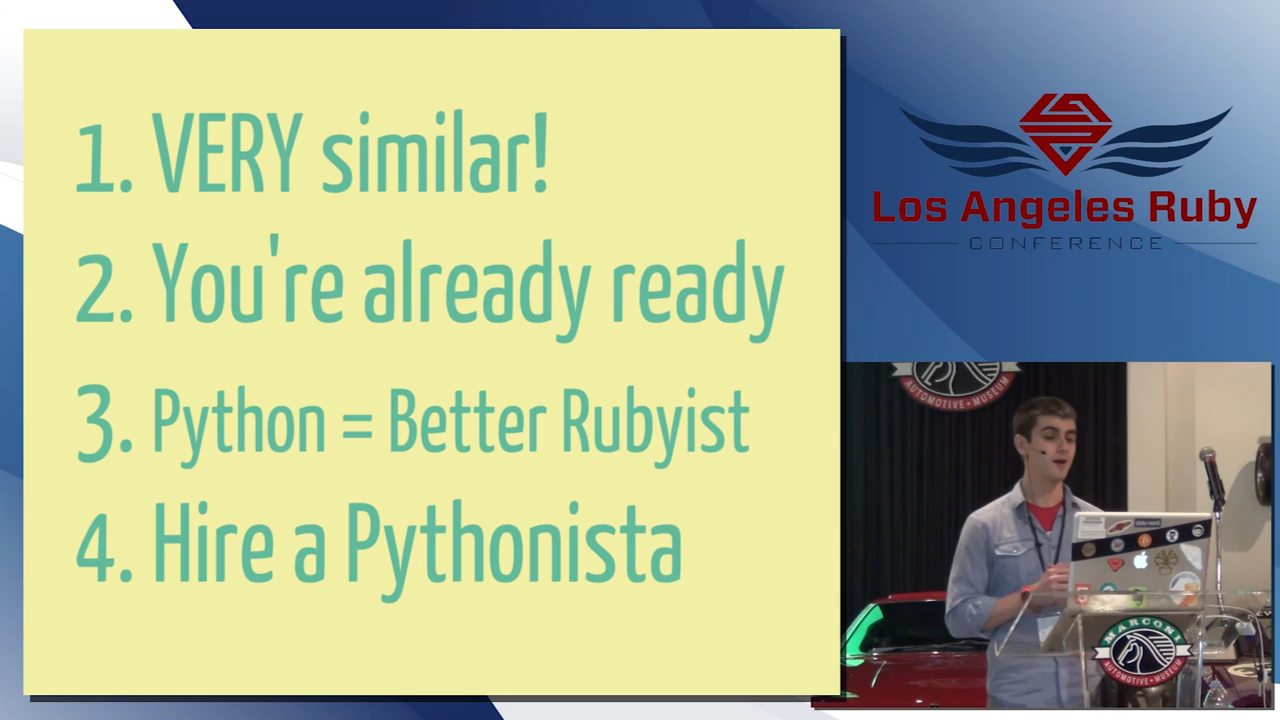 1. VERY similar!
2. You're already ready
3. Python = Better Rubyist
4. Hire a Pythonista
Los Angeles Ruby
CONFERENCE
AUTOMOTIVE • MUSEUM
MARCONI
AUTOMOTIVE • MUSEUM